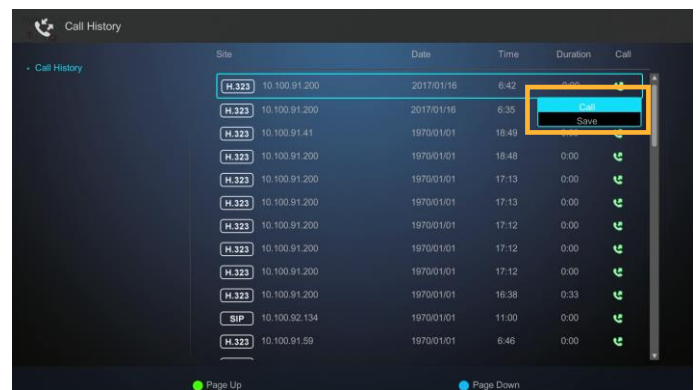 Call History
Site Date Time Duration Call
• Call History
H.323 10.100.91.200 2017/01/16 6:42 0:00
H.323 10.100.91.200 2017/01/16 6:35 Call
Save
H.323 10.100.91.41 1970/01/01 18:49 0:00
H.323 10.100.91.200 1970/01/01 18:48 0:00
H.323 10.100.91.200 1970/01/01 17:13 0:00
H.323 10.100.91.200 1970/01/01 17:13 0:00
H.323 10.100.91.200 1970/01/01 17:12 0:00
H.323 10.100.91.200 1970/01/01 17:12 0:00
H.323 10.100.91.200 1970/01/01 17:12 0:00
H.323 10.100.91.200 1970/01/01 16:38 0:33
SIP 10.100.92.134 1970/01/01 11:00 0:00
H.323 10.100.91.59 1970/01/01 6:46 0:00
Page Up Page Down